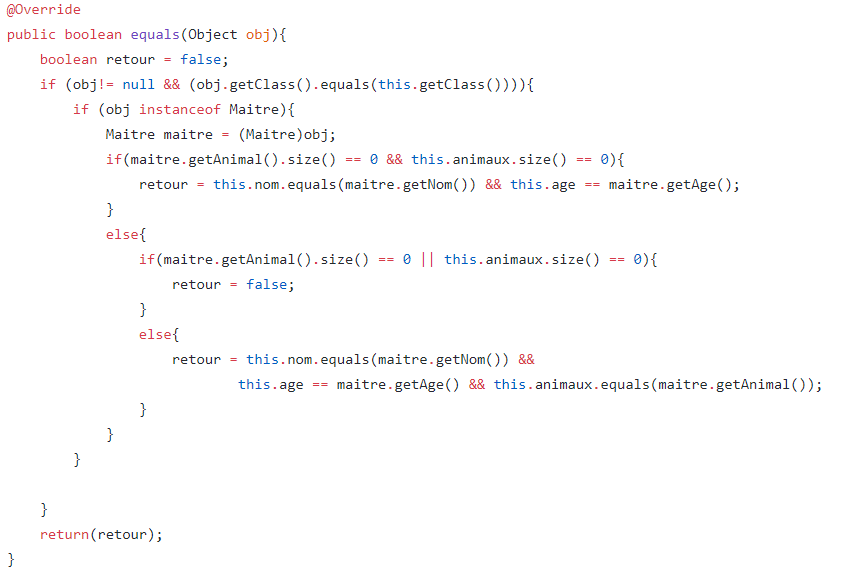 @Override
public boolean equals(Object obj){
    boolean retour = false;
    if (obj!= null && (obj.getClass().equals(this.getClass()))){
        if (obj instanceof Maitre){
            Maitre maitre = (Maitre)obj;
            if(maitre.getAnimal().size() == 0 && this.animaux.size() == 0){
                retour = this.nom.equals(maitre.getNom()) && this.age == maitre.getAge();
            }
            else{
                if(maitre.getAnimal().size() == 0 || this.animaux.size() == 0){
                    retour = false;
                }
                else{
                    retour = this.nom.equals(maitre.getNom()) &&
                            this.age == maitre.getAge() && this.animaux.equals(maitre.getAnimal());
                }
            }
        }

    }
    return(retour);
}